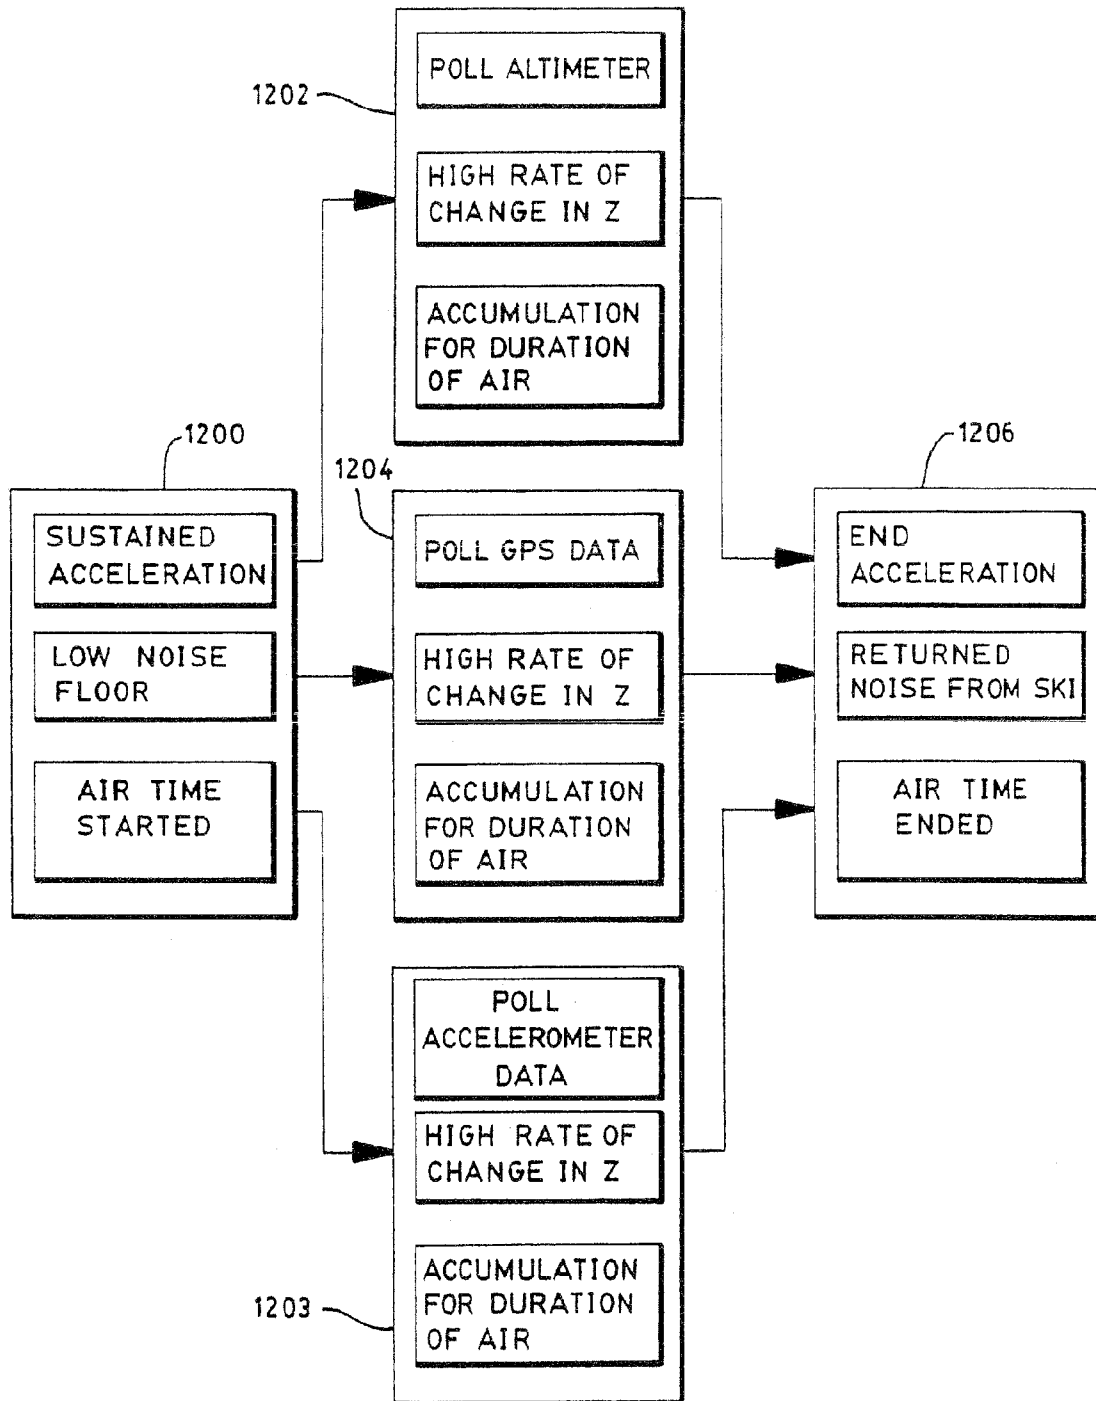 1202
POLL ALTIMETER
HIGH RATE OF
CHANGE IN Z
ACCUMULATION
FOR DURATION
OF AIR
1200
SUSTAINED
ACCELERATION
LOW NOISE
FLOOR
AIR TIME
STARTED
1204
POLL GPS DATA
HIGH RATE OF
CHANGE IN Z
ACCUMULATION
FOR DURATION
OF AIR
1206
END
ACCELERATION
RETURNED
NOISE FROM SKI
AIR TIME
ENDED
POLL
ACCELEROMETER
DATA
HIGH RATE OF
CHANGE IN Z
ACCUMULATION
FOR DURATION
OF AIR
1203